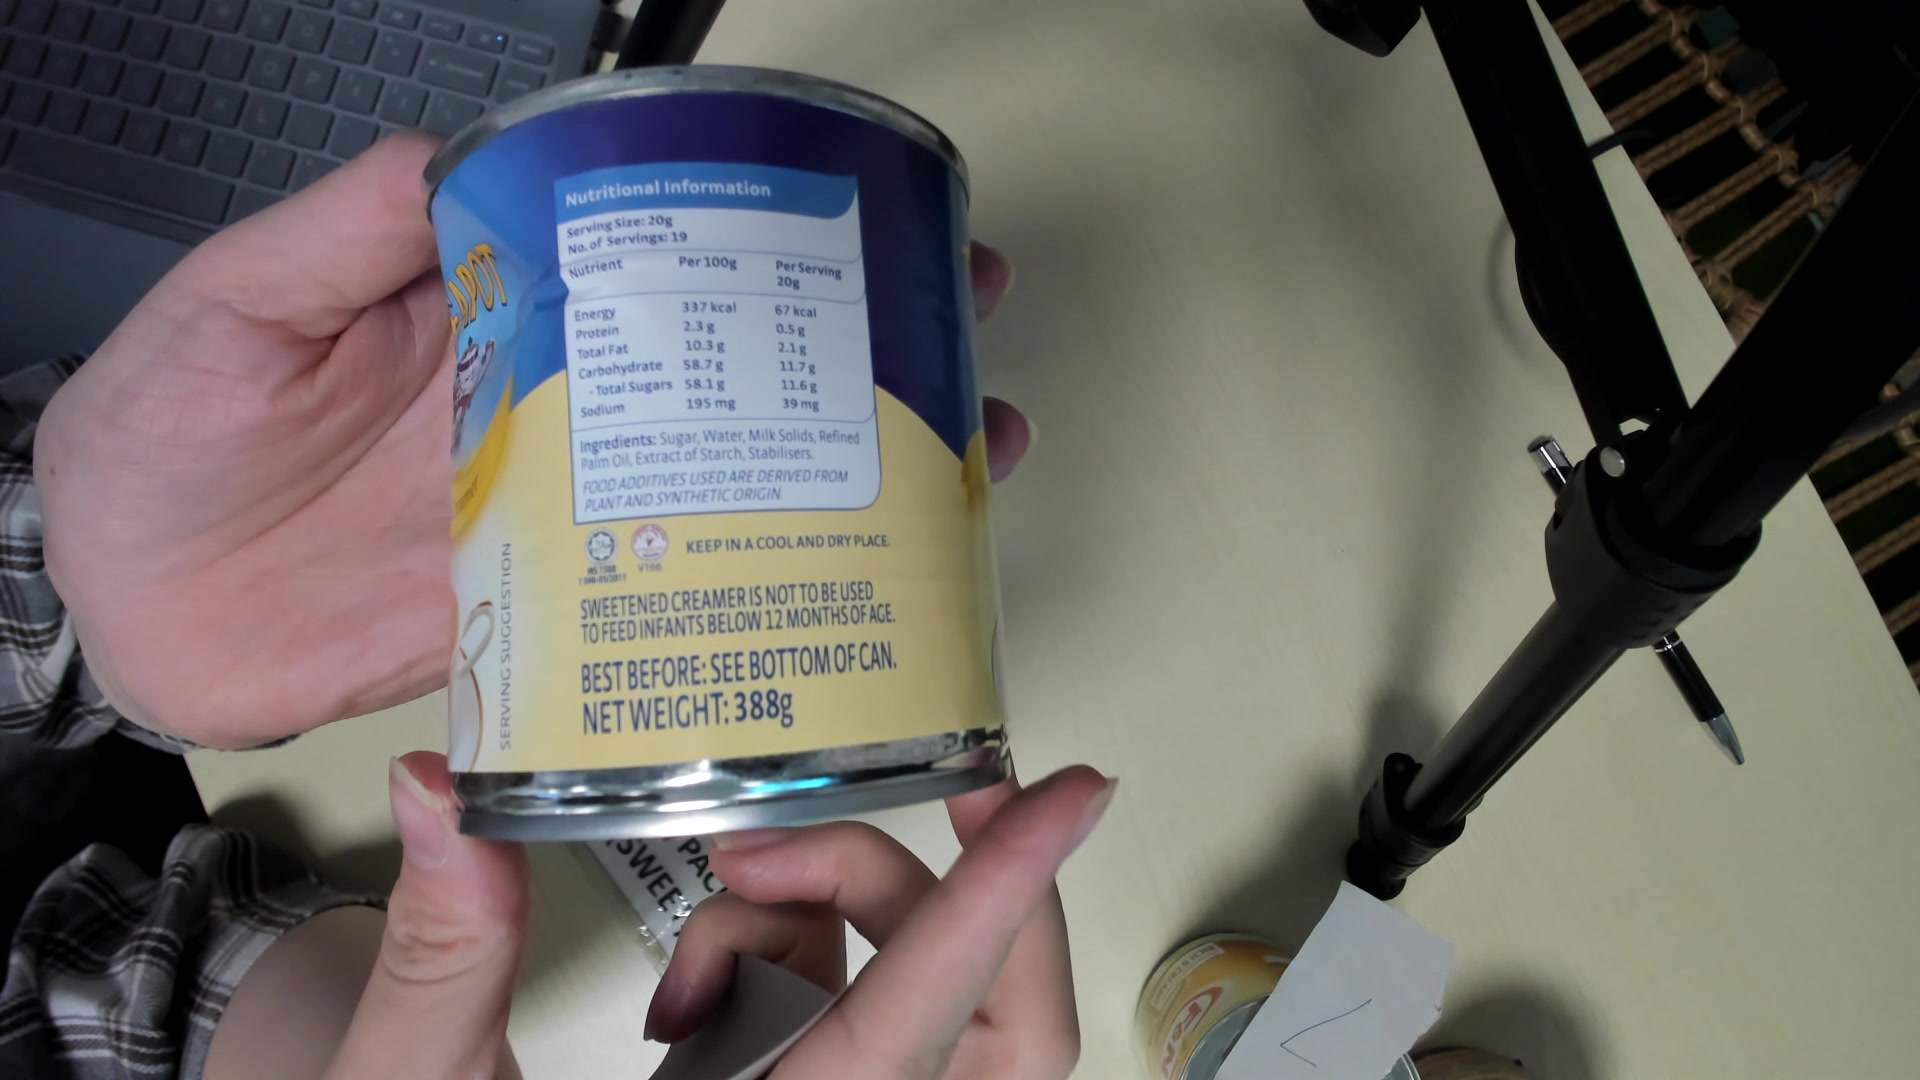 Nutritional Information
Serving Size: 20g
No. of Servings: 19
Nutrient Per 100g Per Serving 20g
Energy 337 kcal 67 kcal
Protein 2.3 g 0.5 g
Total Fat 10.3 g 2.1 g
Carbohydrate 58.7 g 11.7 g
- Total Sugars 58.1 g 11.6 g
Sodium 195 mg 39 mg
Ingredients: Sugar, Water, Milk Solids, Refined
Palm Oil, Extract of Starch, Stabilisers.
FOOD ADDITIVES USED ARE DERIVED FROM
PLANT AND SYNTHETIC ORIGIN.
V166
KEEP IN A COOL AND DRY PLACE.
SWEETENED CREAMER IS NOT TO BE USED
TO FEED INFANTS BELOW 12 MONTHS OF AGE.
BEST BEFORE: SEE BOTTOM OF CAN.
NET WEIGHT: 388g
SERVING SUGGESTION